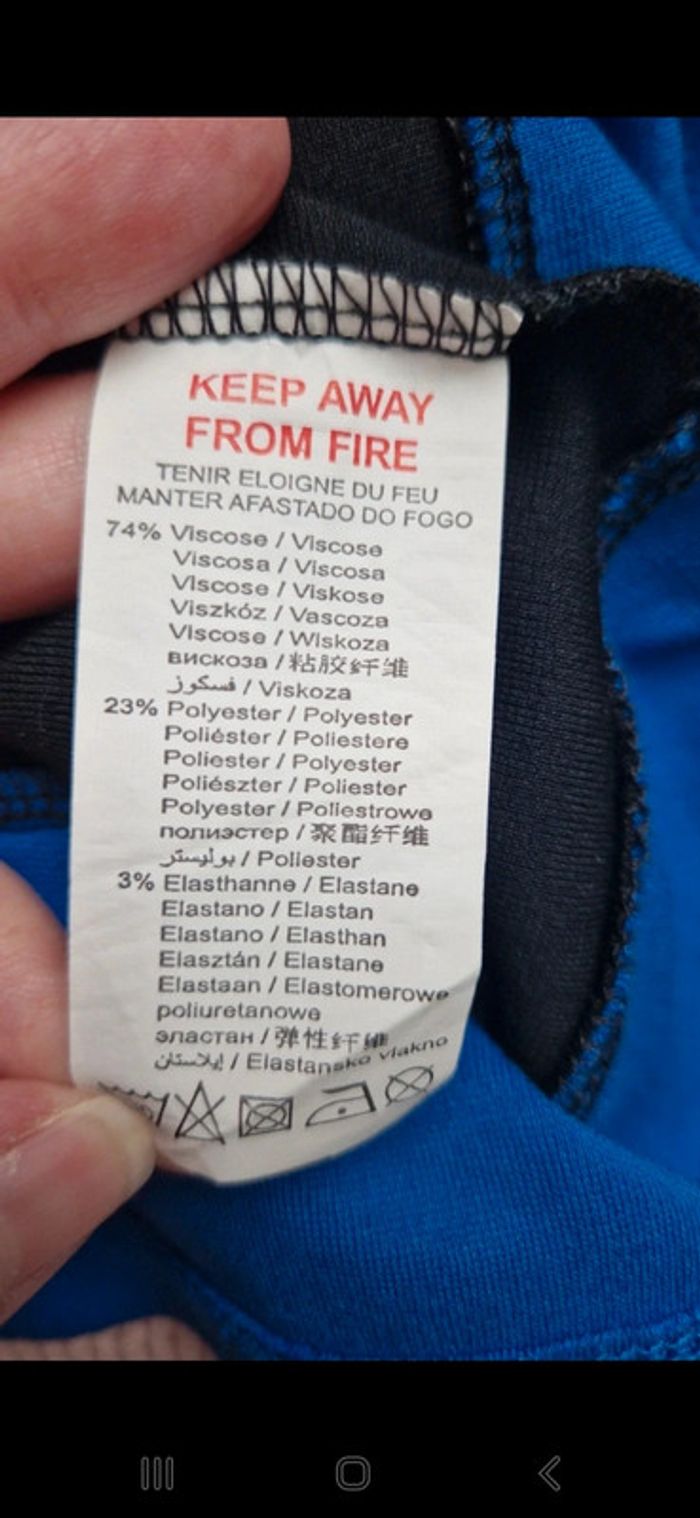 KEEP AWAY
FROM FIRE
TENIR ELOIGNE DU FEU
MANTER AFASTADO DO FOGO
74% Viscose / Viscose
Viscosa / Viscosa
Viscose / Viskose
Viszkóz / Vascoza
Viscose / Wiskoza
вискоза / 粘胶纤维
فسكوز / Viskoza
23% Polyester / Polyester
Poliéster / Poliestere
Poliester / Polyester
Poliészter / Poliester
Polyester / Poliestrowe
полиэстер / 聚酯纤维
بوليستر / Poliester
3% Elasthanne / Elastane
Elastano / Elastan
Elastano / Elasthan
Elasztán / Elastane
Elastaan / Elastomerowe
poliuretanowe
эластан / 弹性纤维
إيلاستان / Elastansko vlakno